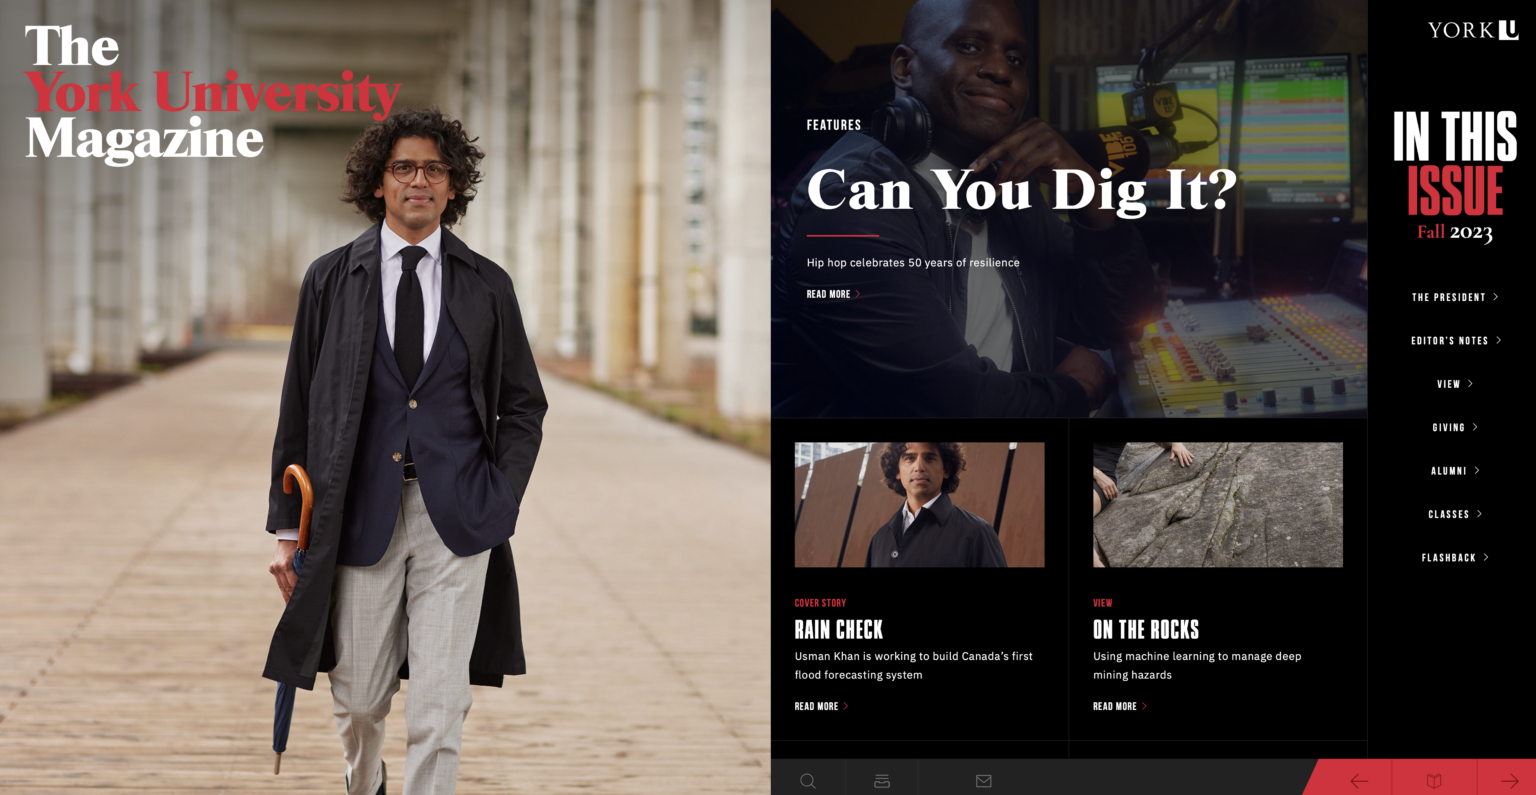 The
York University
Magazine
FEATURES
Can You Dig It?
Hip hop celebrates 50 years of resilience
READ MORE
VIBE
105
COVER STORY
RAIN CHECK
Usman Khan is working to build Canada's first
flood forecasting system
READ MORE
VIEW
ON THE ROCKS
Using machine learning to manage deep
mining hazards
READ MORE
YORK U
IN THIS
ISSUE
Fall 2023
THE PRESIDENT
EDITOR'S NOTES
VIEW
GIVING
ALUMNI
CLASSES
FLASHBACK